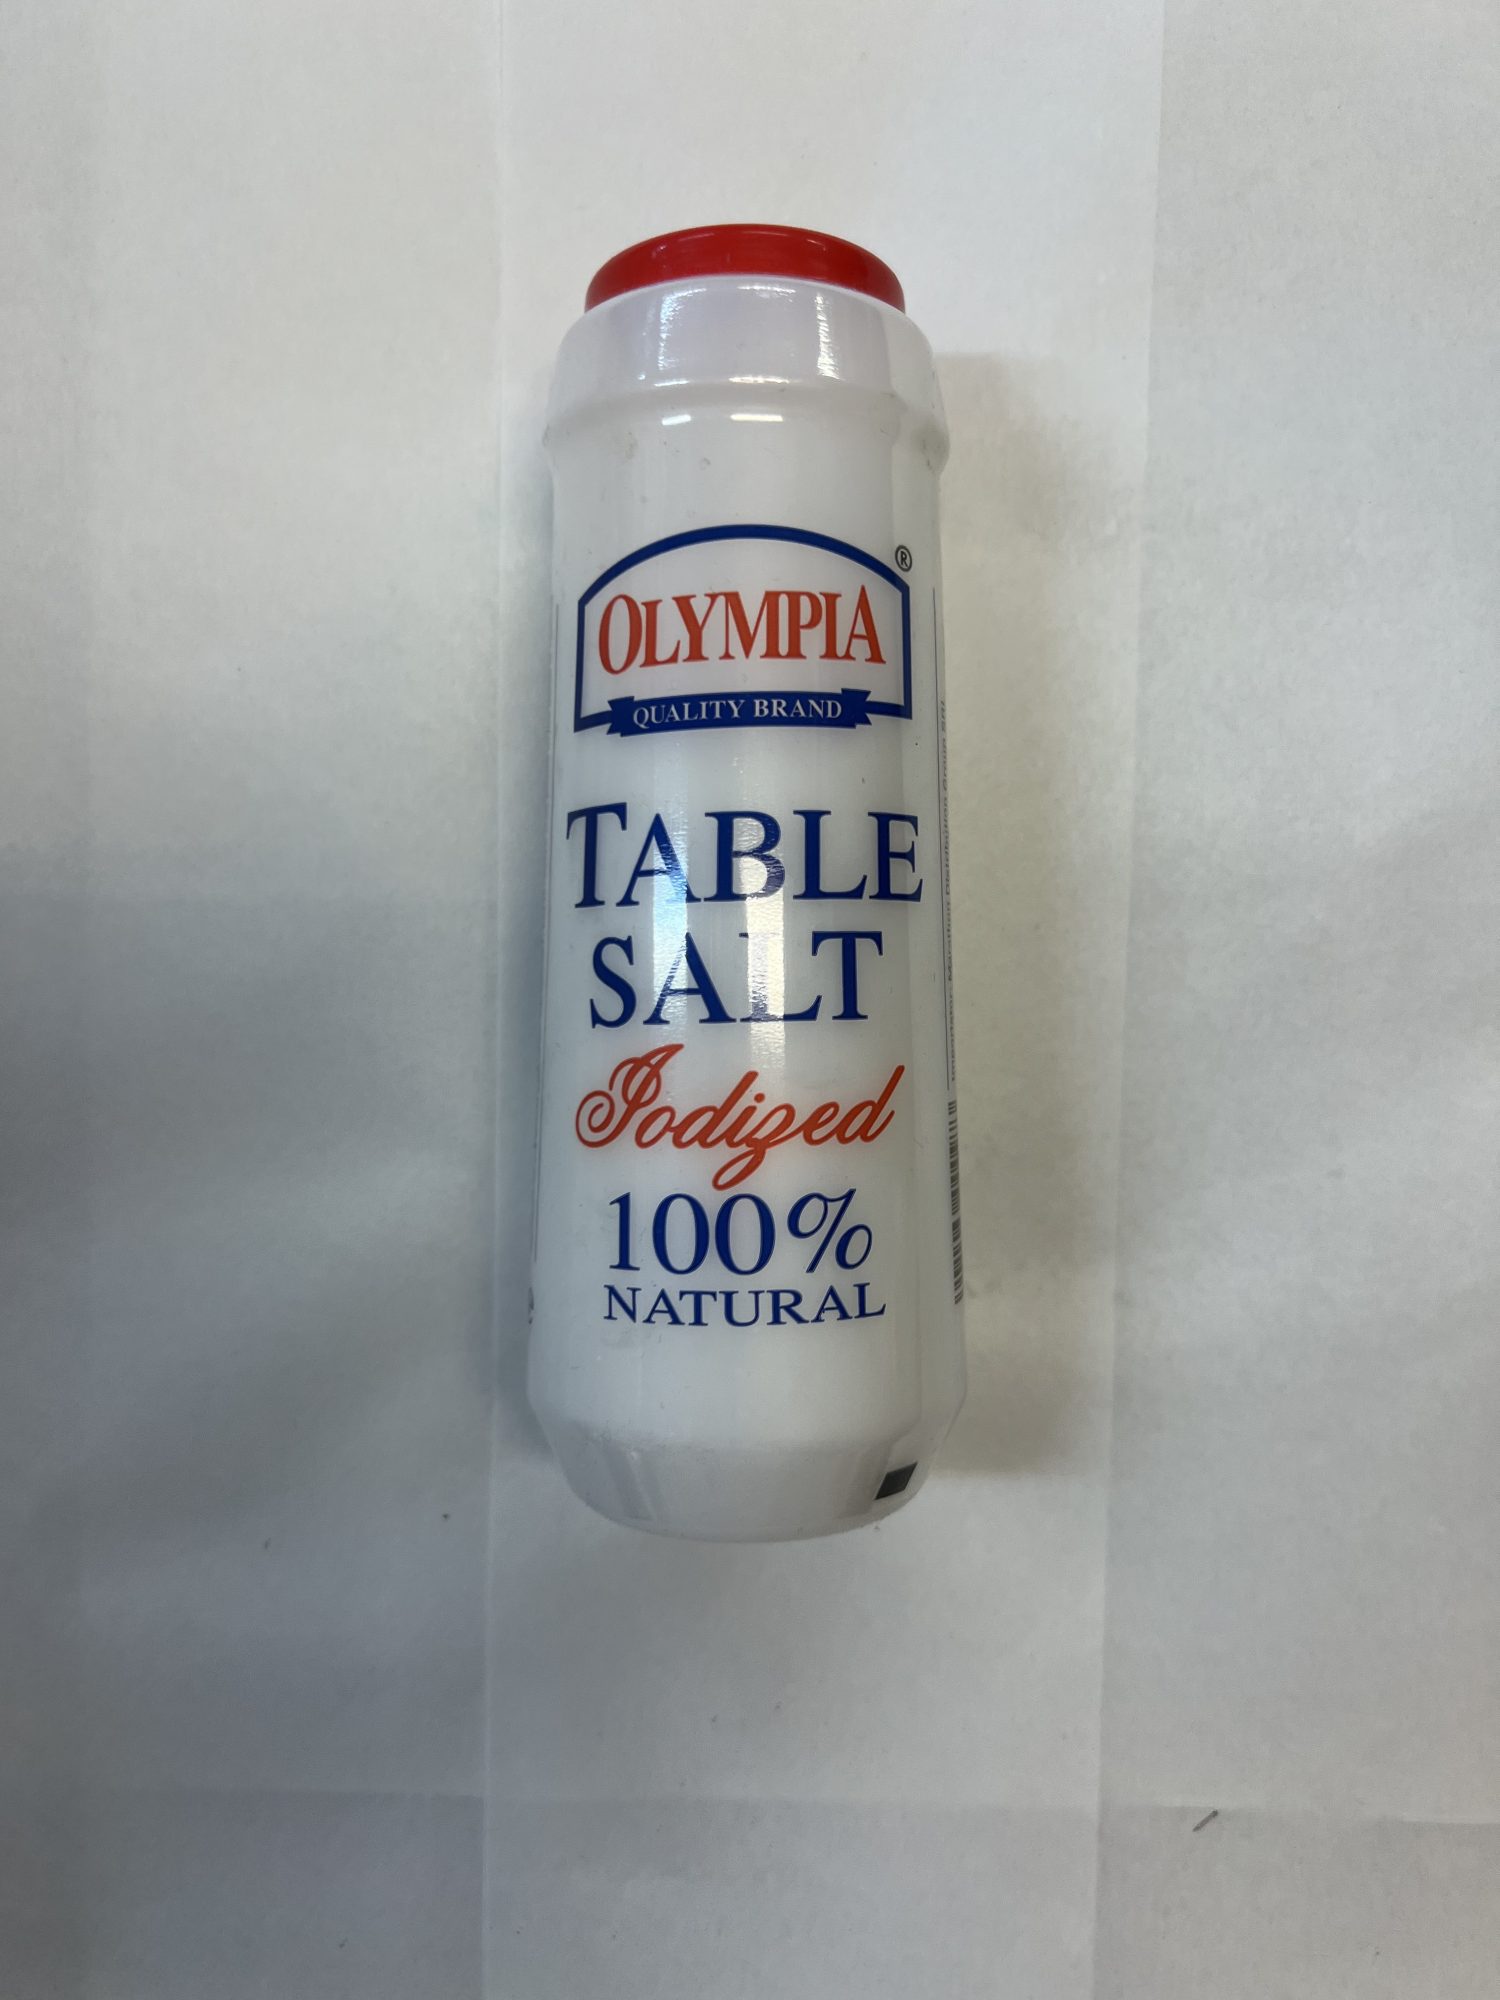 OLYMPIA
®
QUALITY BRAND
TABLE
SALT
Iodized
100%
NATURAL